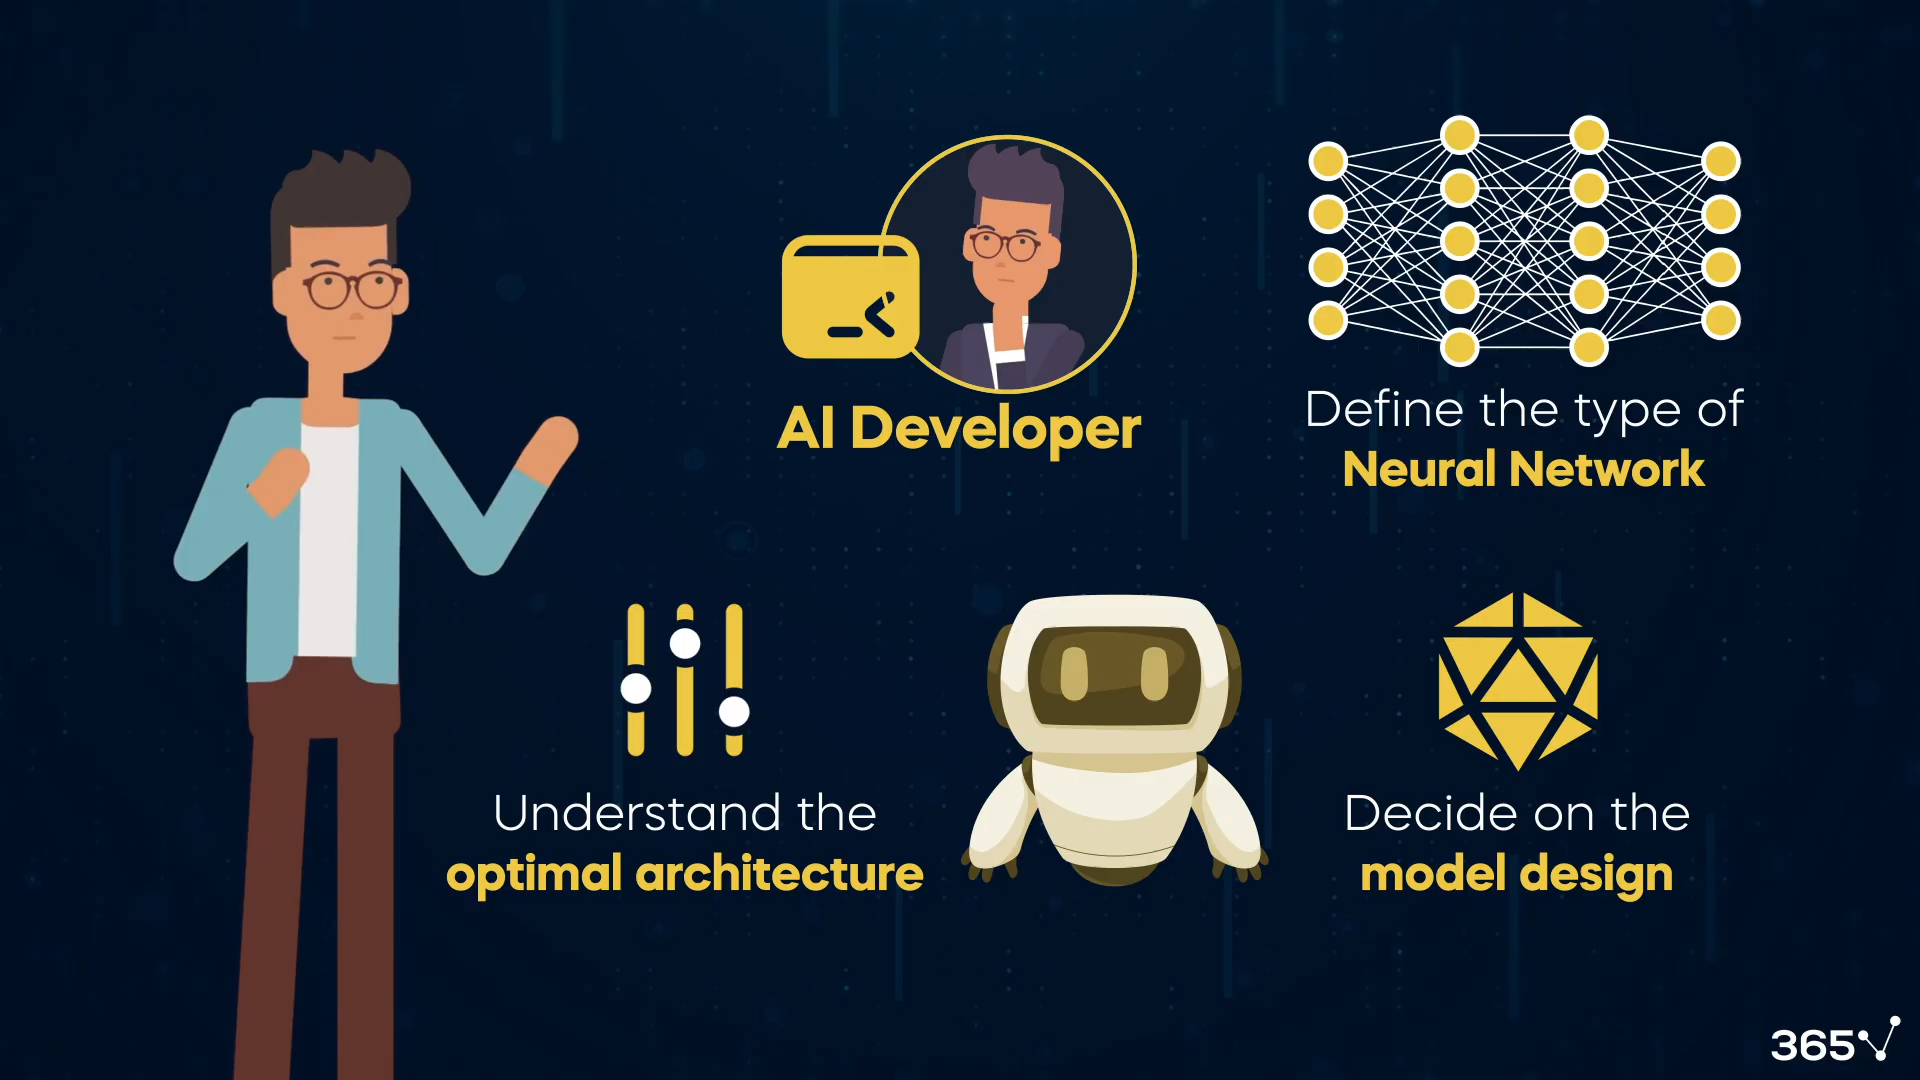 AI Developer
Define the type of
Neural Network
Understand the
optimal architecture
Decide on the
model design
365